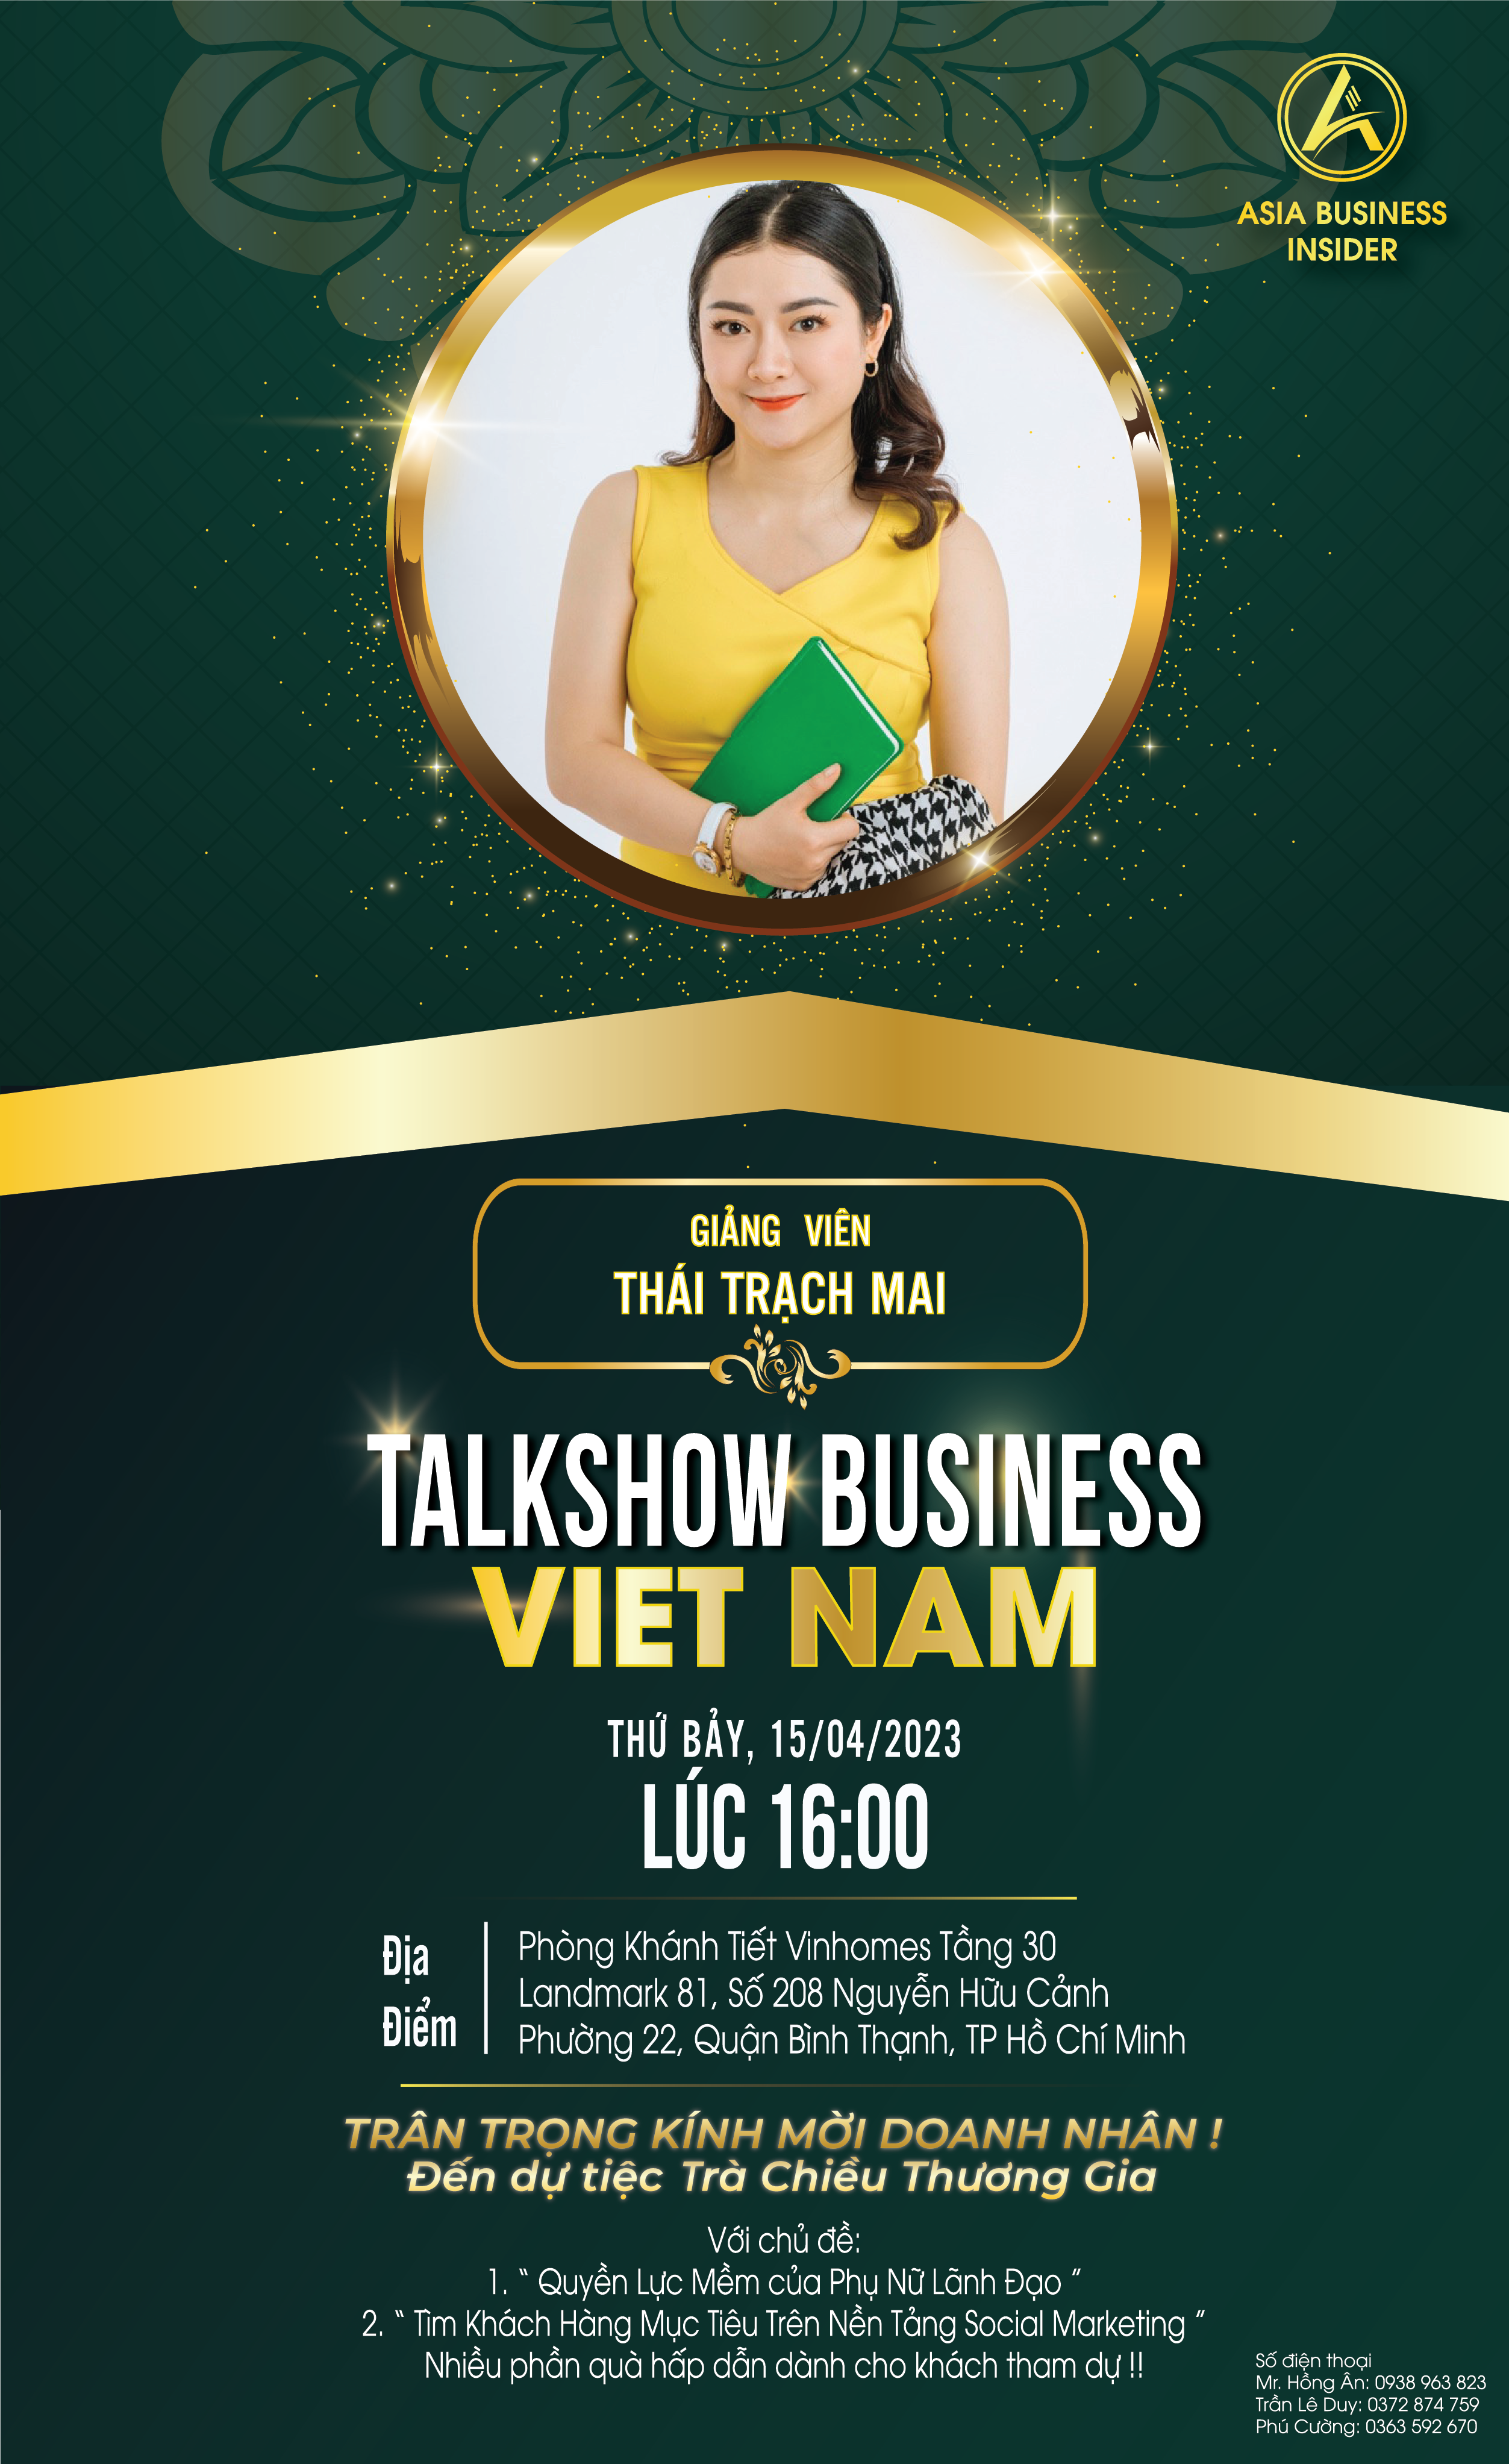 ASIA BUSINESS
INSIDER
GIẢNG VIÊN
THÁI TRẠCH MAI
TALKSHOW BUSINESS
VIET NAM
THỨ BẢY, 15/04/2023
LÚC 16:00
Địa
Điểm
Phòng Khánh Tiết Vinhomes Tầng 30
Landmark 81, Số 208 Nguyễn Hữu Cảnh
Phường 22, Quận Bình Thạnh, TP Hồ Chí Minh
TRÂN TRỌNG KÍNH MỜI DOANH NHÂN !
Đến dự tiệc Trà Chiều Thương Gia
Với chủ đề:
1. “ Quyền Lực Mềm của Phụ Nữ Lãnh Đạo ”
2. “ Tìm Khách Hàng Mục Tiêu Trên Nền Tảng Social Marketing ”
Nhiều phần quà hấp dẫn dành cho khách tham dự !!
Số điện thoại
Mr. Hồng Ân: 0938 963 823
Trần Lê Duy: 0372 874 759
Phú Cường: 0363 592 670